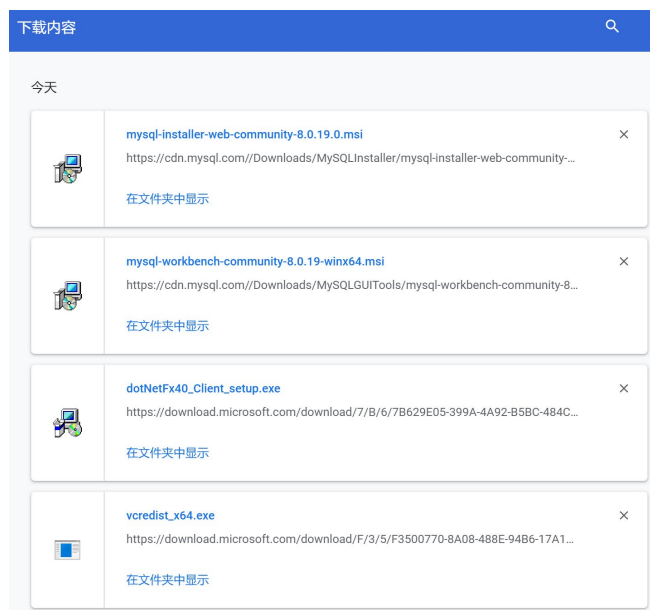 下载内容
今天
mysql-installer-web-community-8.0.19.0.msi
https://cdn.mysql.com//Downloads/MySQLInstaller/mysql-installer-web-community-...
在文件夹中显示
mysql-workbench-community-8.0.19-winx64.msi
https://cdn.mysql.com//Downloads/MySQLGUITools/mysql-workbench-community-8...
在文件夹中显示
dotNetFx40_Client_setup.exe
https://download.microsoft.com/download/7/B/6/7B629E05-399A-4A92-B5BC-484C...
在文件夹中显示
vcredist_x64.exe
https://download.microsoft.com/download/F/3/5/F3500770-8A08-488E-94B6-17A1...
在文件夹中显示